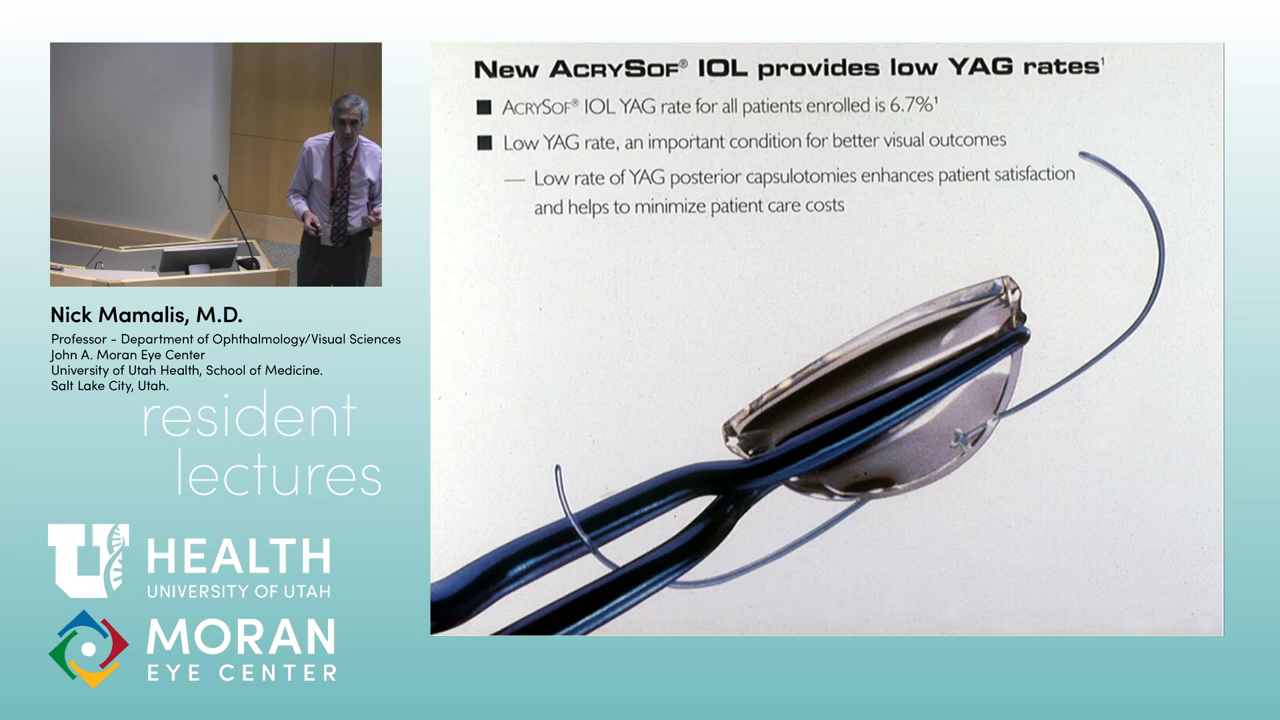 New AcrySof® IOL provides low YAG rates¹
■ AcrySof® IOL YAG rate for all patients enrolled is 6.7%¹
■ Low YAG rate, an important condition for better visual outcomes
— Low rate of YAG posterior capsulotomies enhances patient satisfaction
and helps to minimize patient care costs
Nick Mamalis, M.D.
Professor - Department of Ophthalmology/Visual Sciences
John A. Moran Eye Center
University of Utah Health, School of Medicine.
Salt Lake City, Utah.
resident
lectures
U HEALTH
UNIVERSITY OF UTAH
MORAN
EYE CENTER